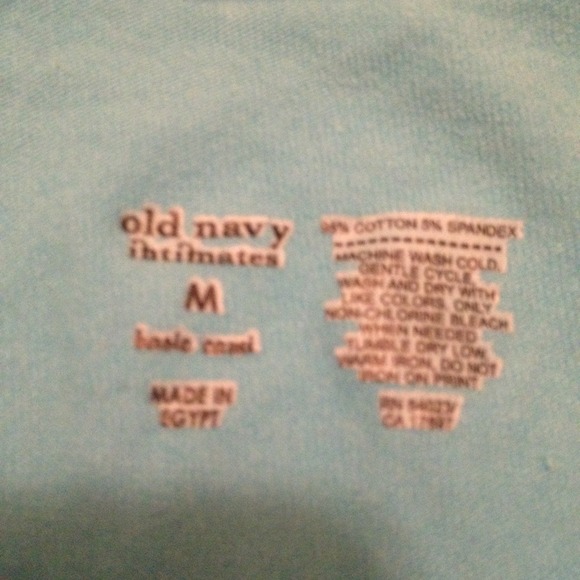 old navy
intimates
M
basic cami
MADE IN
EGYPT
95% COTTON 5% SPANDEX
MACHINE WASH COLD,
GENTLE CYCLE.
WASH AND DRY WITH
LIKE COLORS. ONLY
NON-CHLORINE BLEACH
WHEN NEEDED.
TUMBLE DRY LOW.
WARM IRON, DO NOT
IRON ON PRINT
RN 54023/
CA 17897